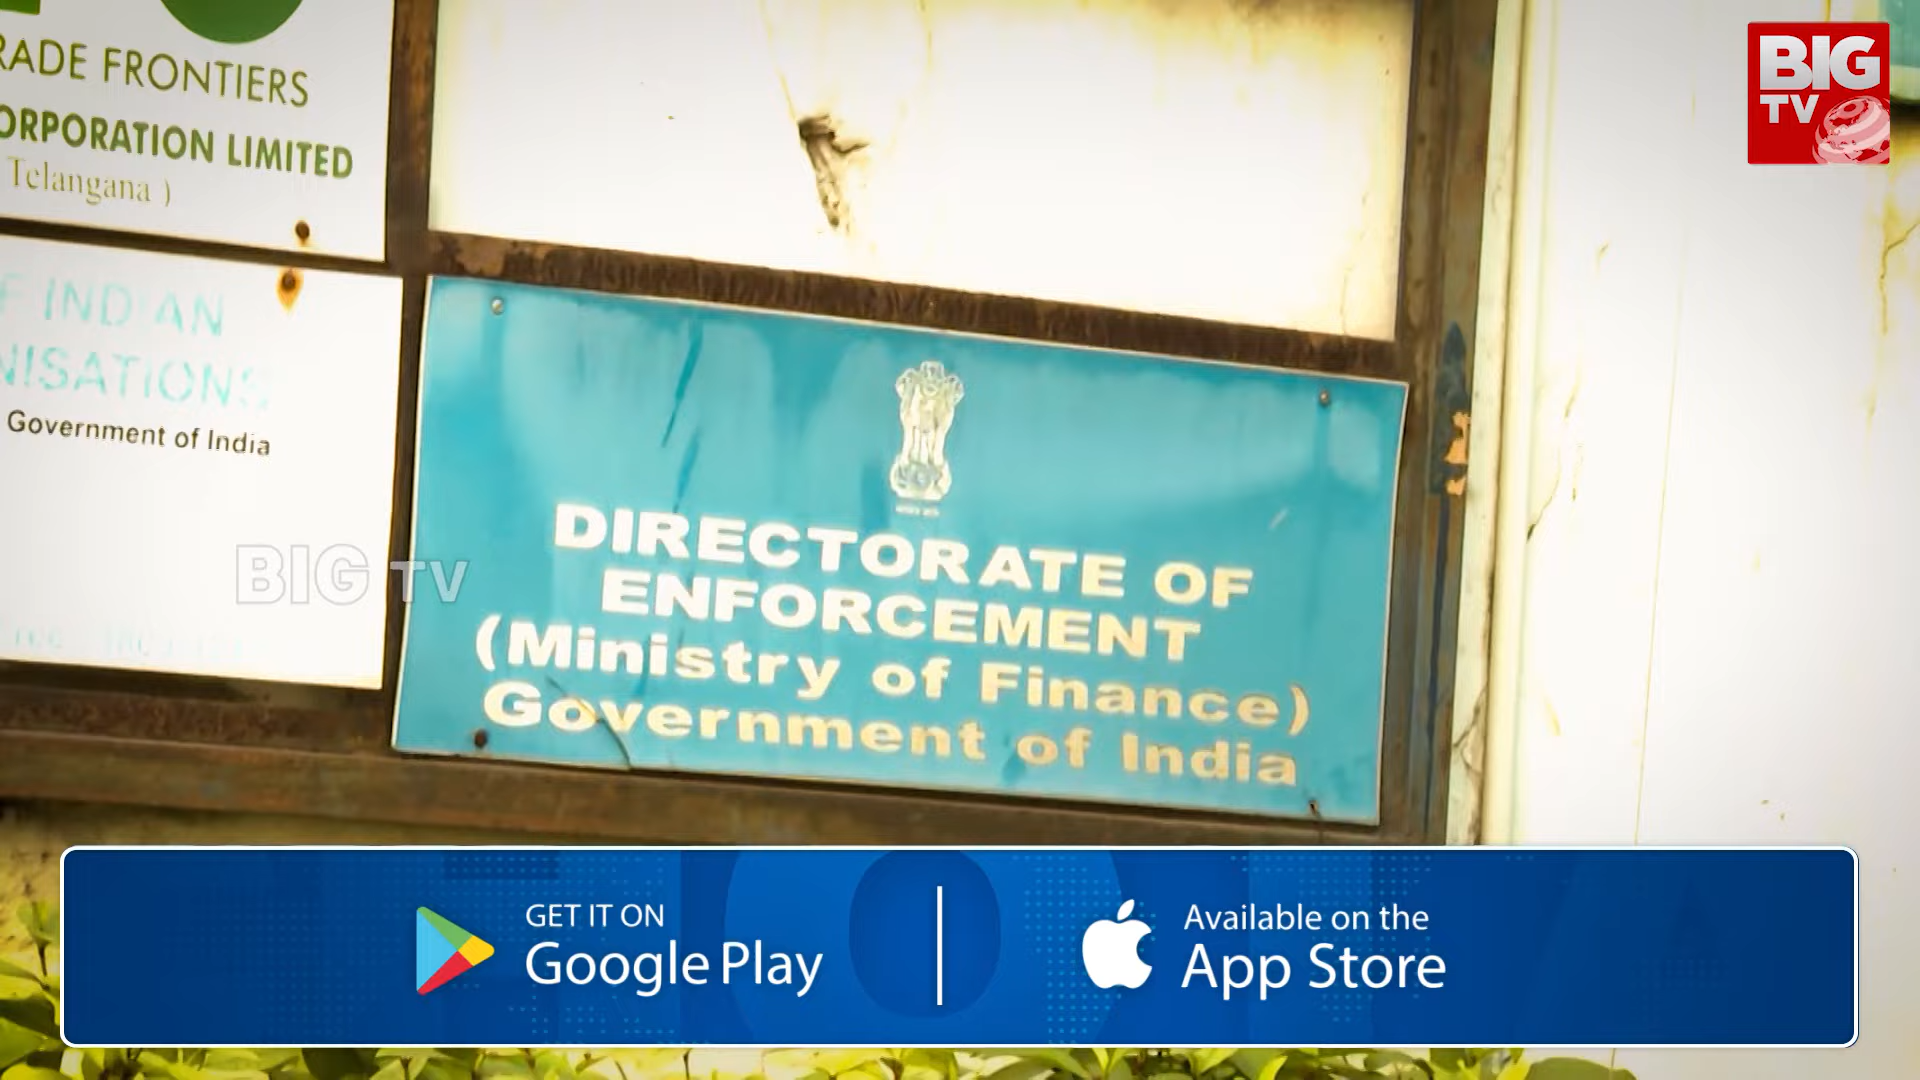 RADE FRONTIERS
ORPORATION LIMITED
Telangana )
F INDIAN
NISATIONS
Government of India
BIG TV
DIRECTORATE OF
ENFORCEMENT
(Ministry of Finance)
Government of India
BIG
TV
GET IT ON
Google Play
Available on the
App Store